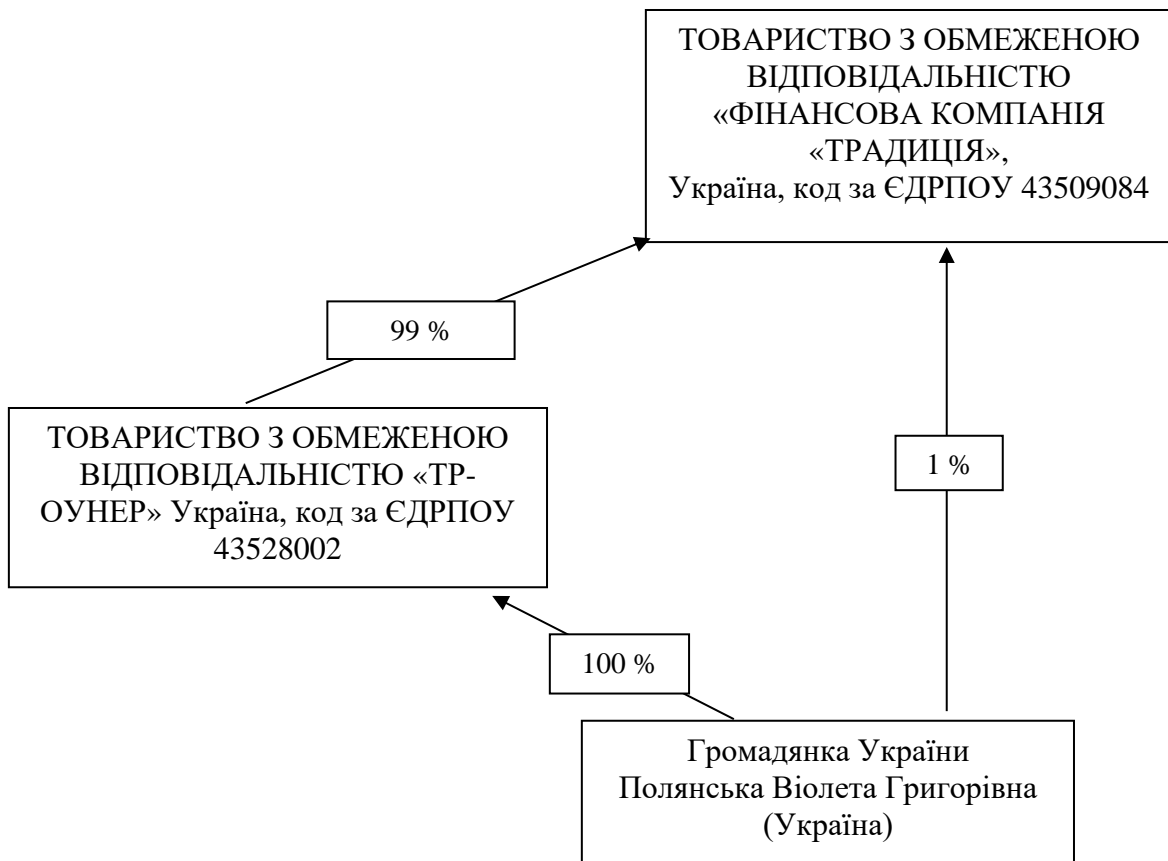 ТОВАРИСТВО З ОБМЕЖЕНОЮ
ВІДПОВІДАЛЬНІСТЮ
«ФІНАНСОВА КОМПАНІЯ
«ТРАДИЦІЯ»,
Україна, код за ЄДРПОУ 43509084
99 %
ТОВАРИСТВО З ОБМЕЖЕНОЮ
ВІДПОВІДАЛЬНІСТЮ «ТР-
ОУНЕР» Україна, код за ЄДРПОУ
43528002
1 %
100 %
Громадянка України
Полянська Віолета Григорівна
(Україна)